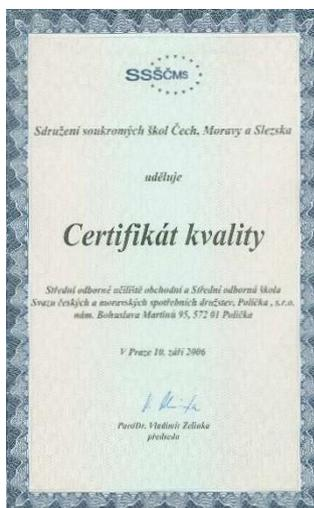 SSŠČMS
Sdružení soukromých škol Čech, Moravy a Slezska
uděluje
Certifikát kvality
Střední odborné učiliště obchodní a Střední odborná škola
Svazu českých a moravských spotřebních družstev, Polička , s.r.o.
nám. Bohuslava Martinů 95, 572 01 Polička
V Praze 10. září 2006
PaedDr. Vladimír Zelinka
předseda